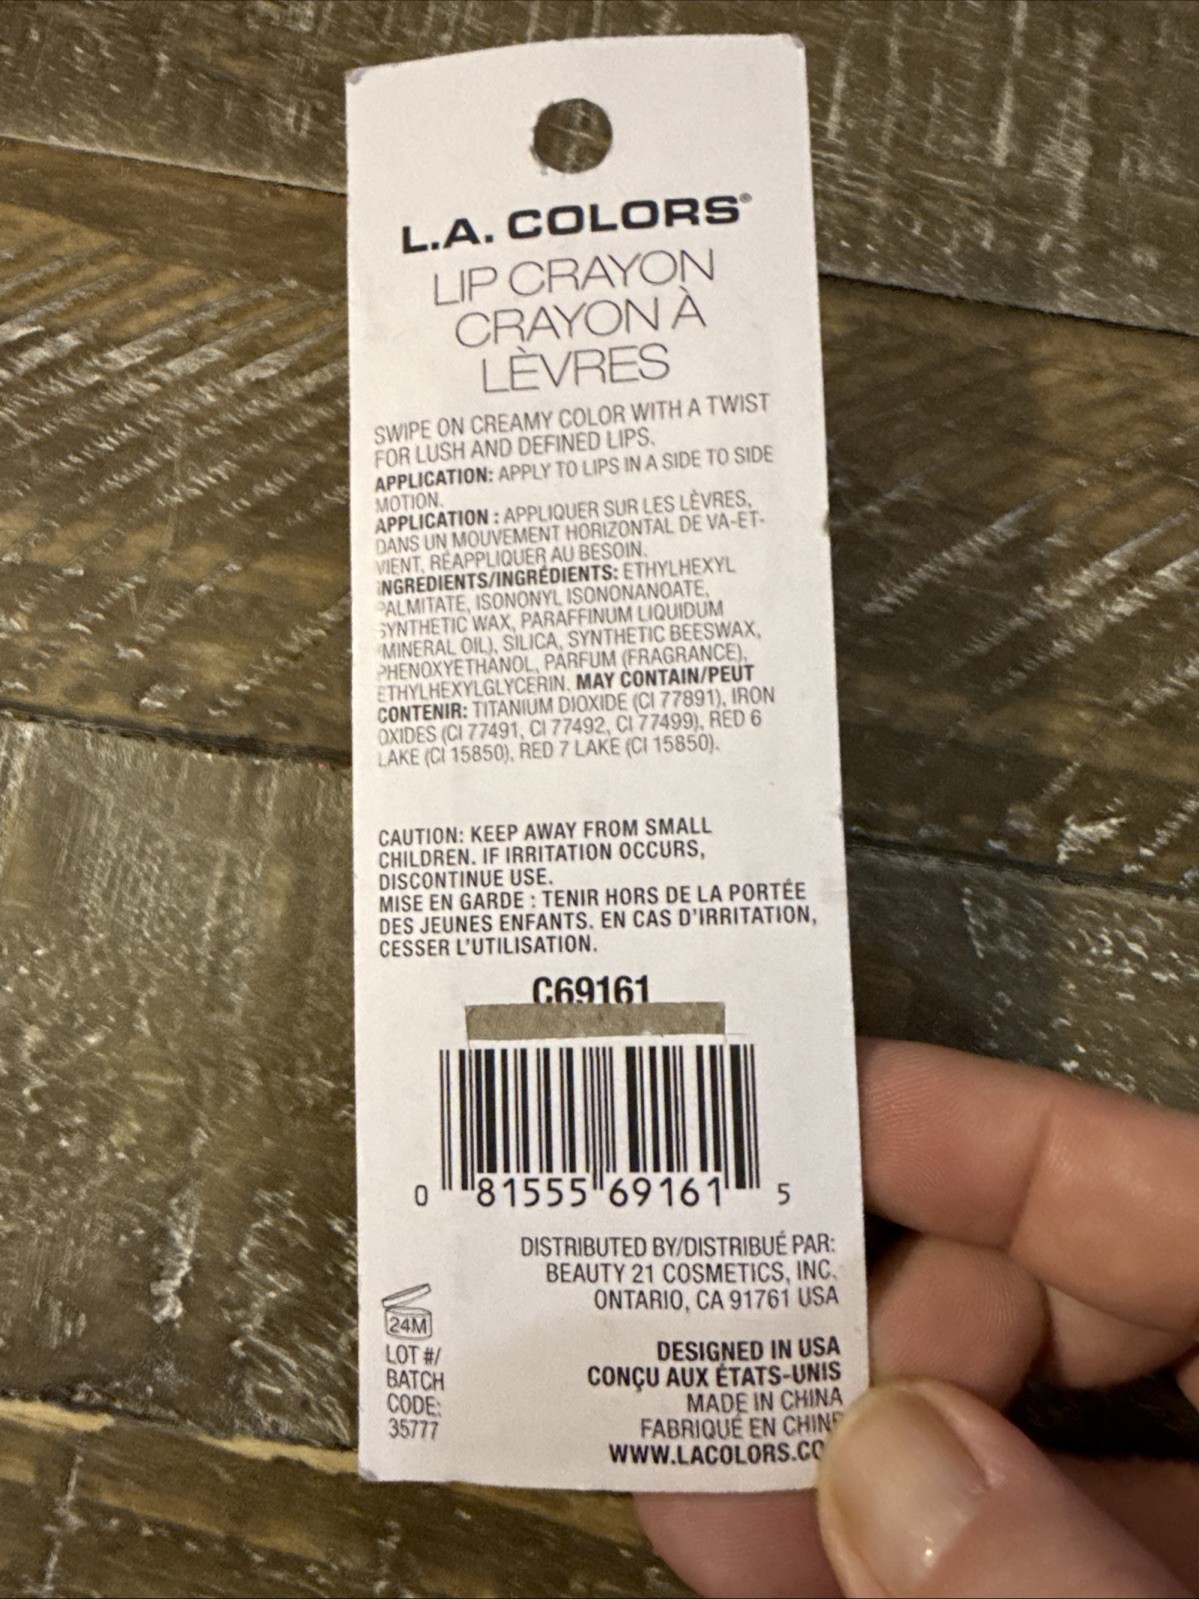 L.A. COLORS®
LIP CRAYON
CRAYON À
LÈVRES
SWIPE ON CREAMY COLOR WITH A TWIST
FOR LUSH AND DEFINED LIPS.
APPLICATION: APPLY TO LIPS IN A SIDE TO SIDE
MOTION.
APPLICATION : APPLIQUER SUR LES LÈVRES,
DANS UN MOUVEMENT HORIZONTAL DE VA-ET-
VIENT, RÉAPPLIQUER AU BESOIN.
INGREDIENTS/INGRÉDIENTS: ETHYLHEXYL
PALMITATE, ISONONYL ISONONANOATE,
SYNTHETIC WAX, PARAFFINUM LIQUIDUM
(MINERAL OIL), SILICA, SYNTHETIC BEESWAX,
PHENOXYETHANOL, PARFUM (FRAGRANCE),
ETHYLHEXYLGLYCERIN. MAY CONTAIN/PEUT
CONTENIR: TITANIUM DIOXIDE (CI 77891), IRON
OXIDES (CI 77491, CI 77492, CI 77499), RED 6
LAKE (CI 15850), RED 7 LAKE (CI 15850).
CAUTION: KEEP AWAY FROM SMALL
CHILDREN. IF IRRITATION OCCURS,
DISCONTINUE USE.
MISE EN GARDE : TENIR HORS DE LA PORTÉE
DES JEUNES ENFANTS. EN CAS D'IRRITATION,
CESSER L'UTILISATION.
C69161
0 81555 69161 5
DISTRIBUTED BY/DISTRIBUÉ PAR:
BEAUTY 21 COSMETICS, INC.
ONTARIO, CA 91761 USA
24M
LOT #/
BATCH
CODE:
35777
DESIGNED IN USA
CONÇU AUX ÉTATS-UNIS
MADE IN CHINA
FABRIQUÉ EN CHINE
WWW.LACOLORS.CO